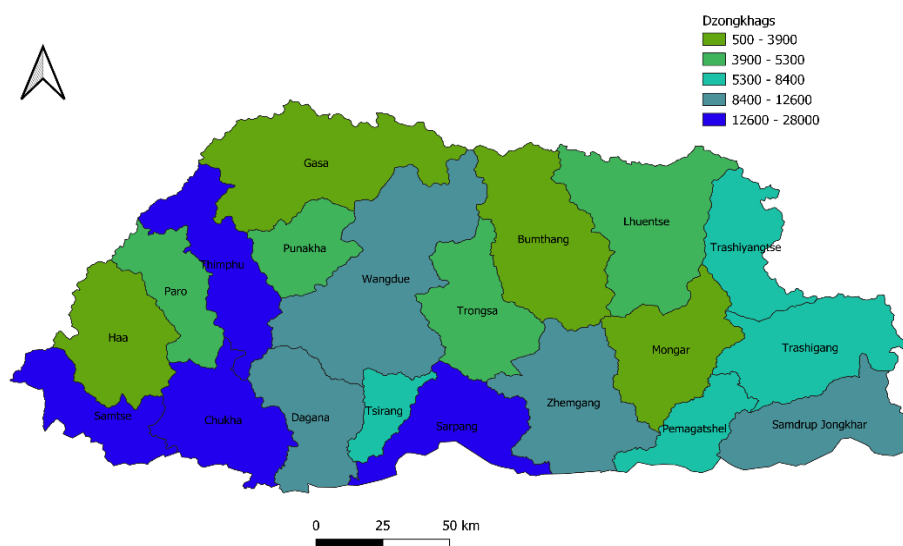 Dzongkhags
500 - 3900
3900 - 5300
5300 - 8400
8400 - 12600
12600 - 28000
Gasa
Lhuentse
Punakha
Bumthang
Trashiyangtse
Thimphu
Wangdue
Paro
Trongsa
Haa
Mongar
Trashigang
Zhemgang
Samtse
Chukha
Dagana
Tsirang
Sarpang
Pemagatshel
Samdrup Jongkhar
0 25 50 km